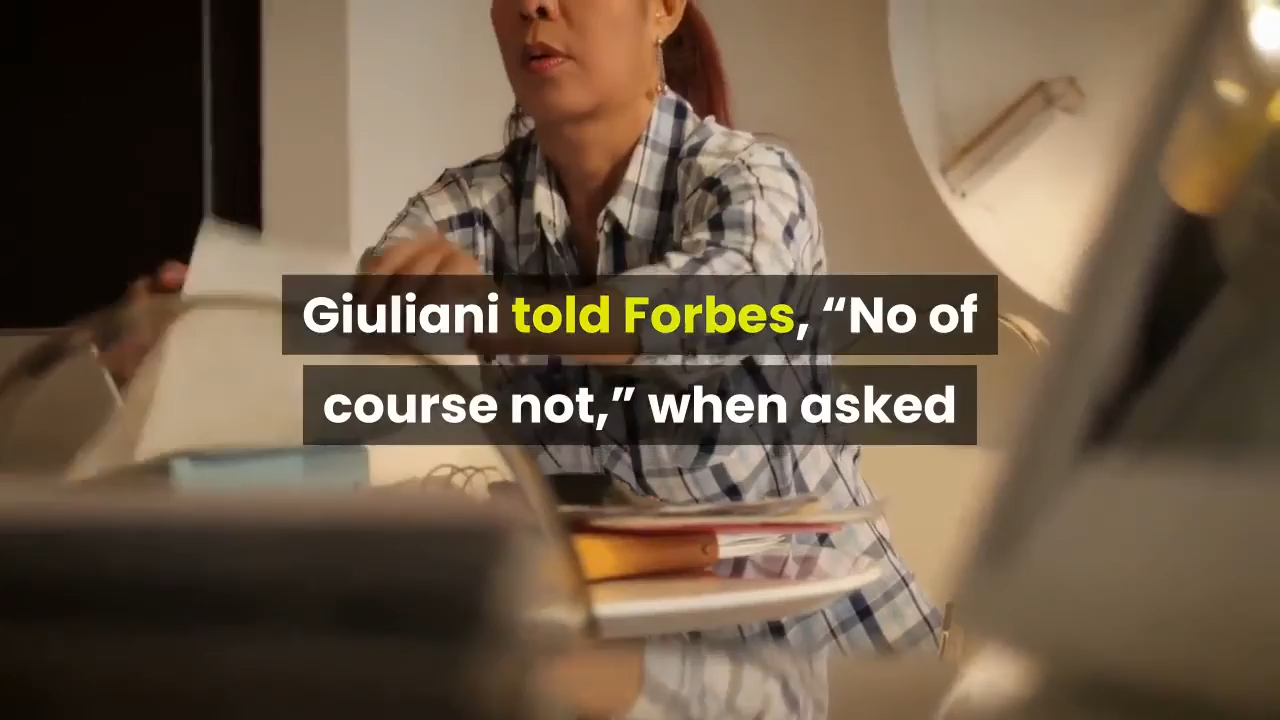 Giuliani told Forbes, “No of
course not,” when asked